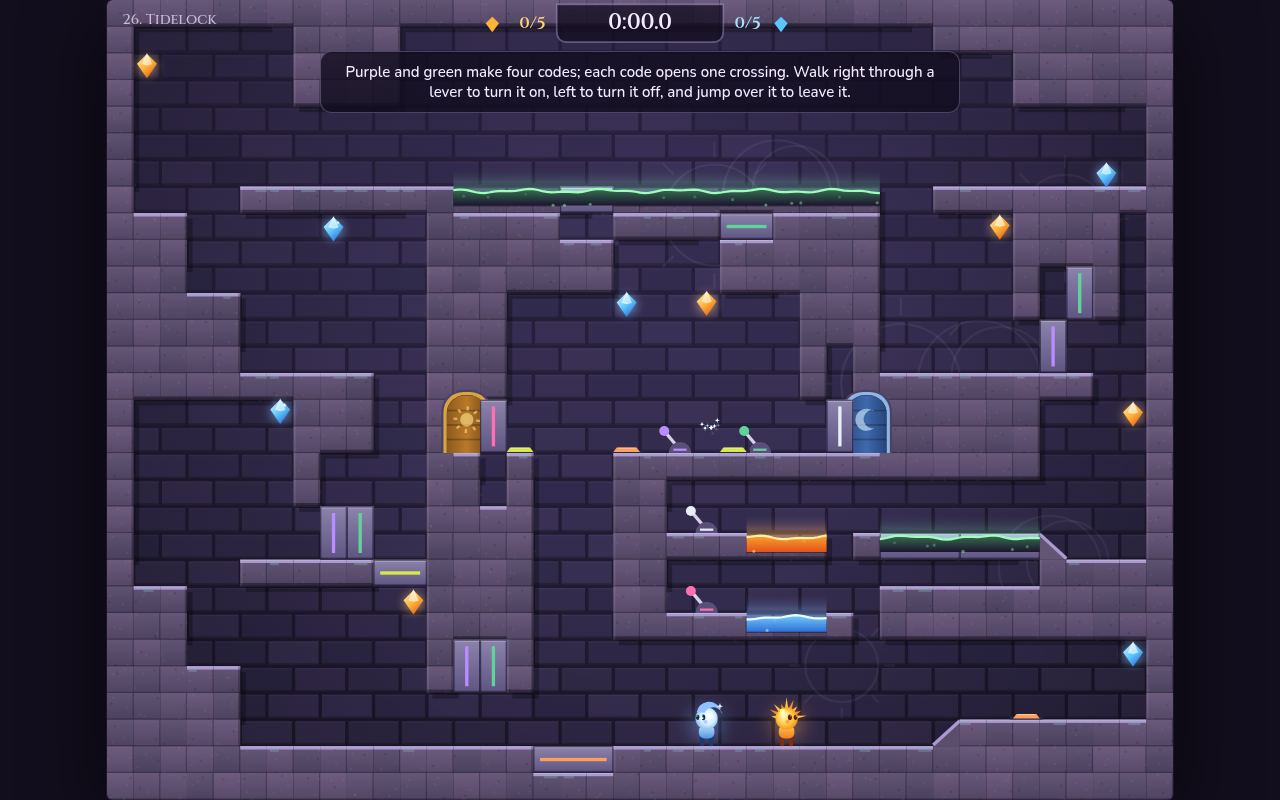 26. Tidelock
0/5
0:00.0
0/5
Purple and green make four codes; each code opens one crossing. Walk right through a
lever to turn it on, left to turn it off, and jump over it to leave it.